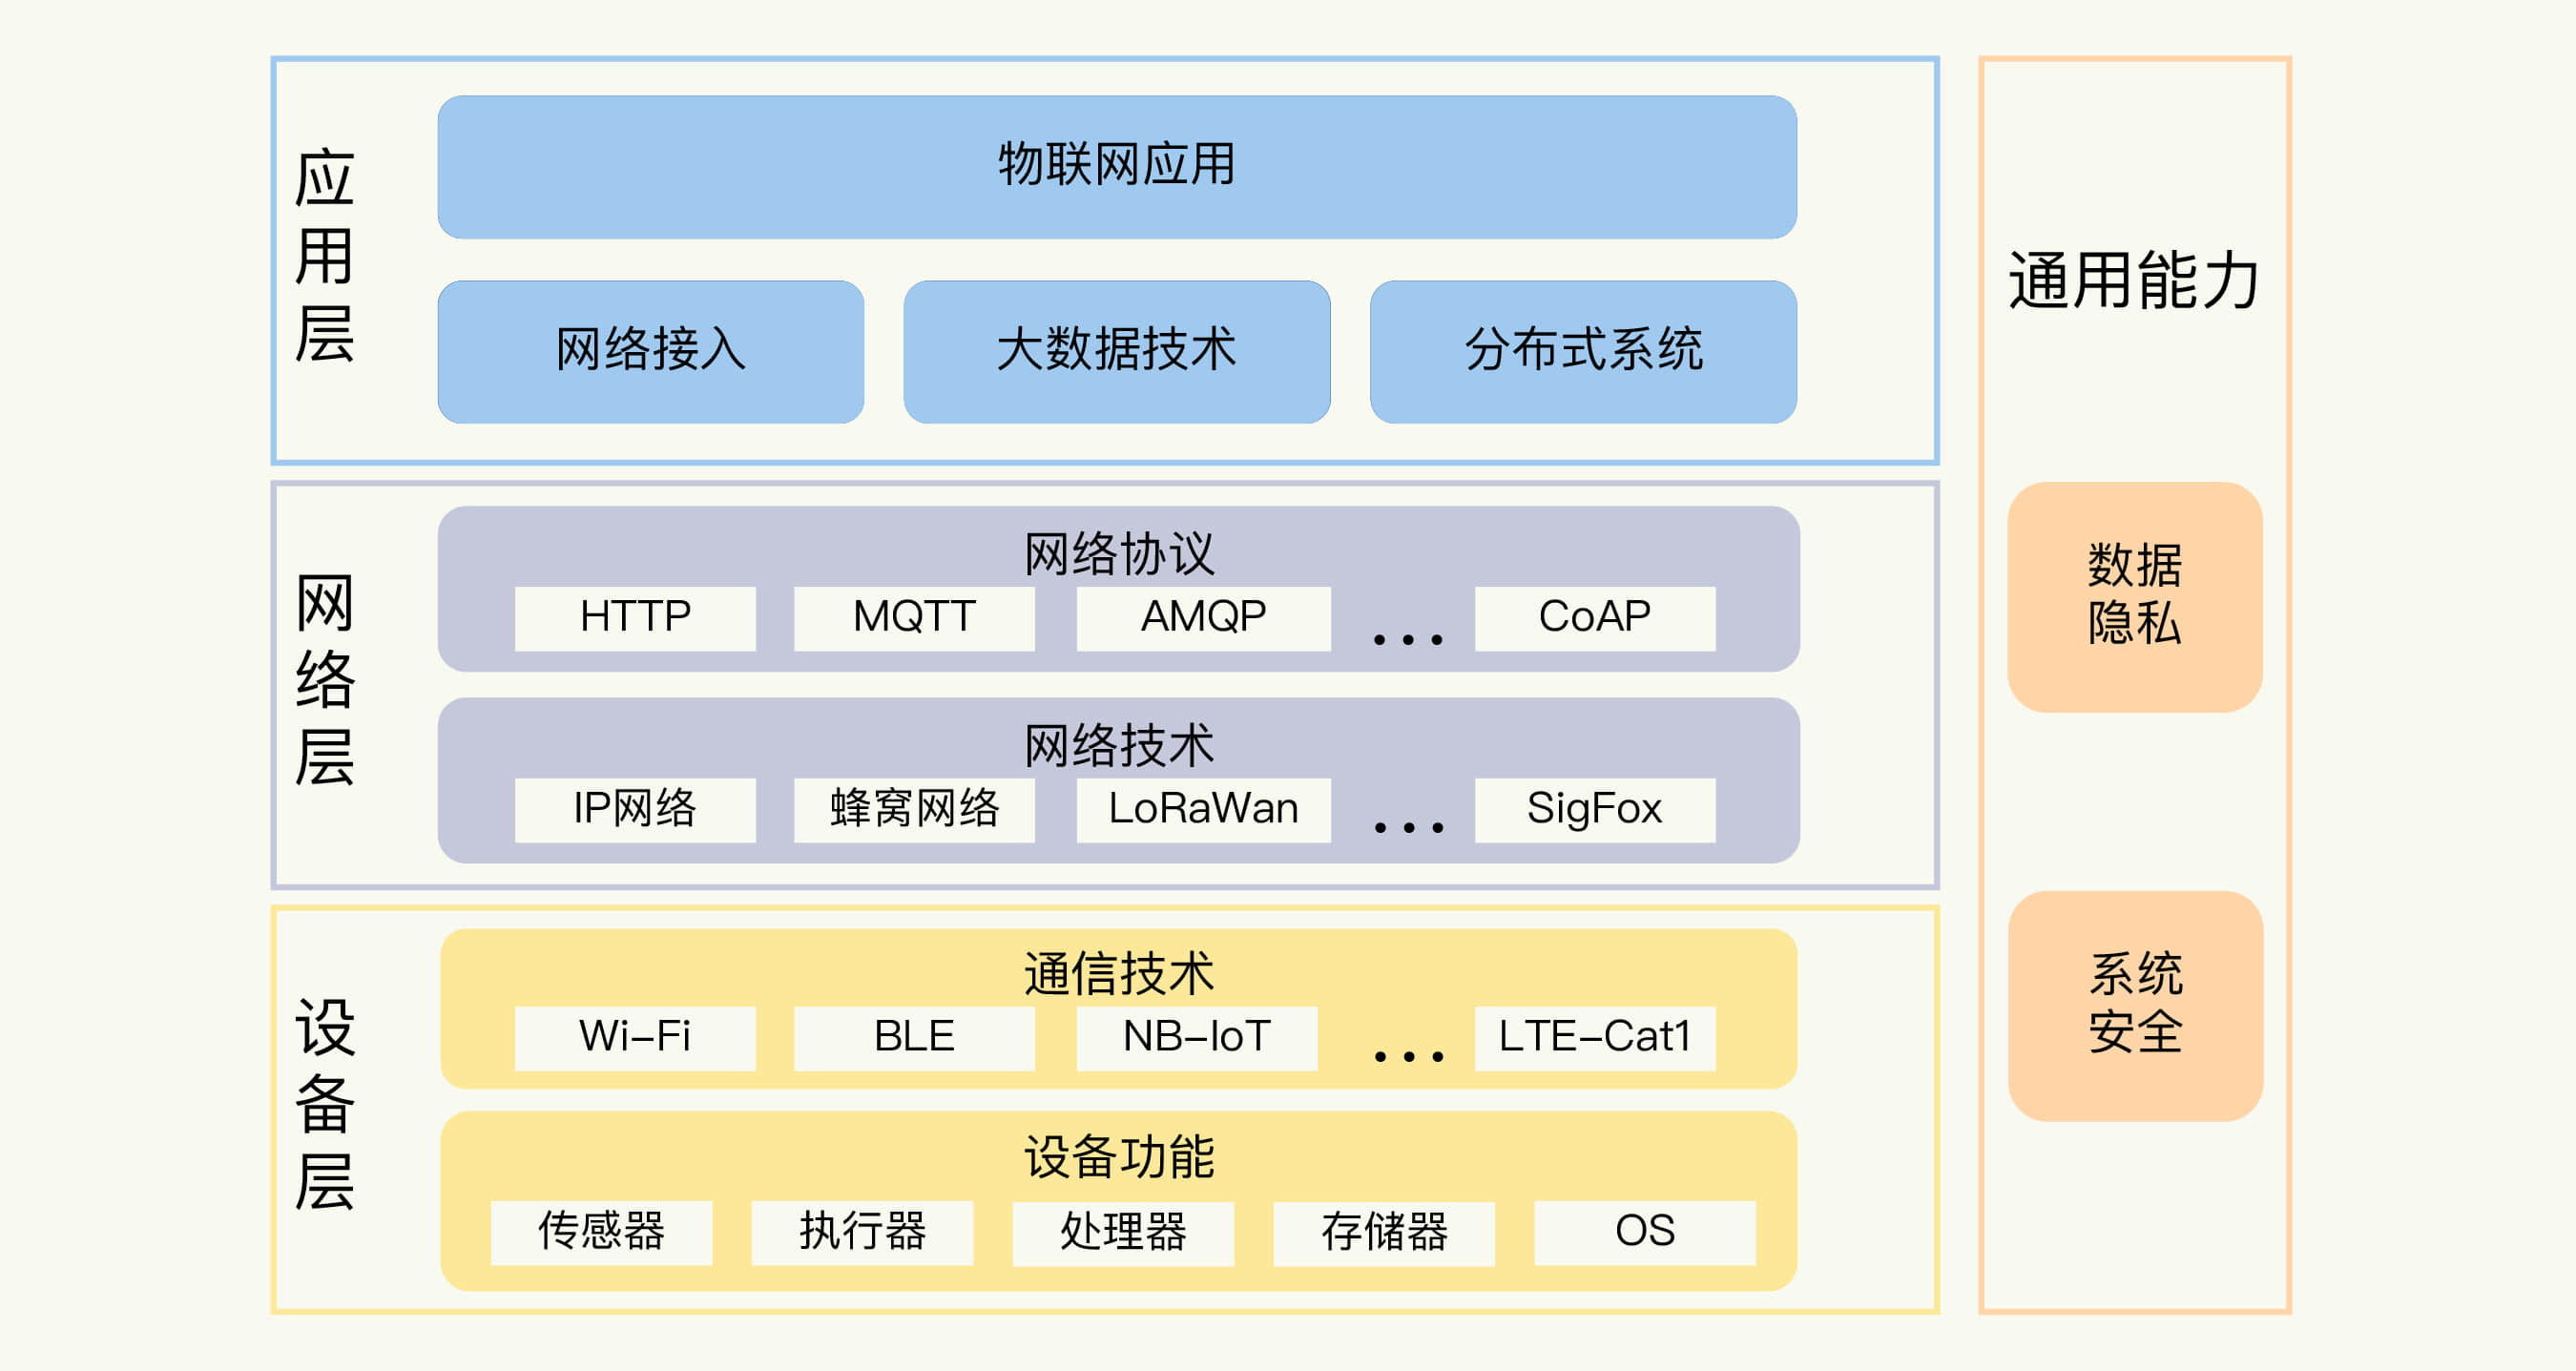 应用层
物联网应用
网络接入
大数据技术
分布式系统
网络层
网络协议
HTTP
MQTT
AMQP
...
CoAP
网络技术
IP网络
蜂窝网络
LoRaWan
...
SigFox
设备层
通信技术
Wi-Fi
BLE
NB-IoT
...
LTE-Cat1
设备功能
传感器
执行器
处理器
存储器
OS
通用能力
数据
隐私
系统
安全